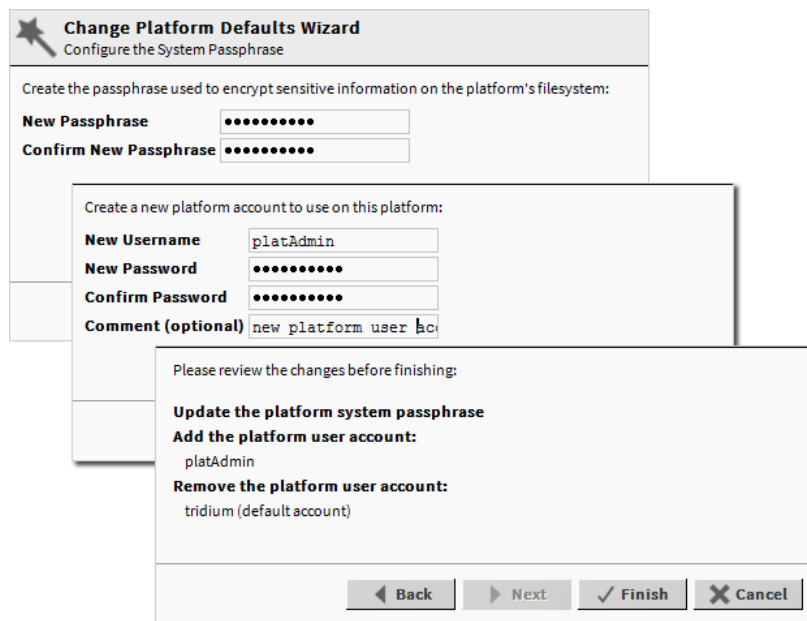 Change Platform Defaults Wizard
Configure the System Passphrase
Create the passphrase used to encrypt sensitive information on the platform's filesystem:
New Passphrase ••••••••••
Confirm New Passphrase ••••••••••
Create a new platform account to use on this platform:
New Username platAdmin
New Password ••••••••••
Confirm Password ••••••••••
Comment (optional) new platform user acc
Please review the changes before finishing:
Update the platform system passphrase
Add the platform user account:
platAdmin
Remove the platform user account:
tridium (default account)
Back Next Finish Cancel